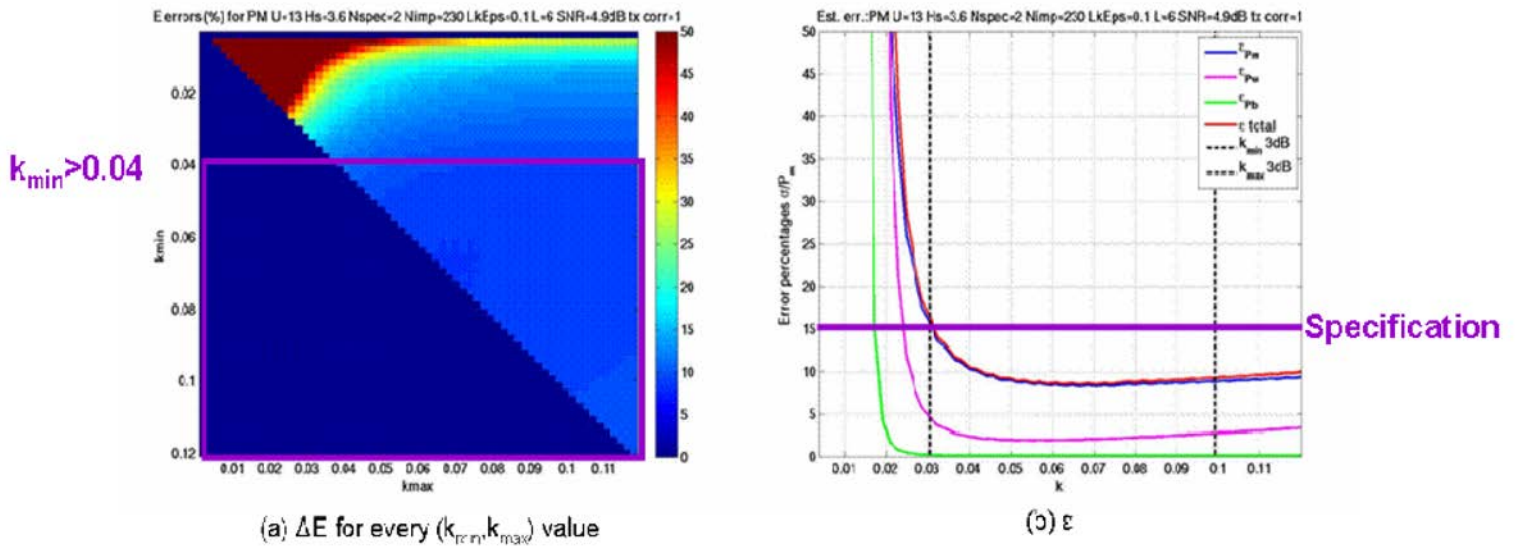 E errors (%) for PM U=13 Hs=3.6 Nspec=2 Nimp=230 LkEps=0.1 L=6 SNR=4.9dB tx corr=1
50
45
40
35
30
25
20
15
10
5
0
0.02
0.04
0.06
0.08
0.1
0.12
kmin
0.01 0.02 0.03 0.04 0.05 0.06 0.07 0.08 0.09 0.1 0.11
kmax
kmin>0.04
(a) ΔE for every (kmin,kmax) value
Est. err.:PM U=13 Hs=3.6 Nspec=2 Nimp=230 LkEps=0.1 L=6 SNR=4.9dB tx corr=1
50
45
40
35
30
25
20
15
10
5
0
Error percentages σ/Pm
εPm
εPw
εPb
ε total
kmin 3dB
kmax 3dB
Specification
0.01 0.02 0.03 0.04 0.05 0.06 0.07 0.08 0.09 0.1 0.11
k
(b) ε